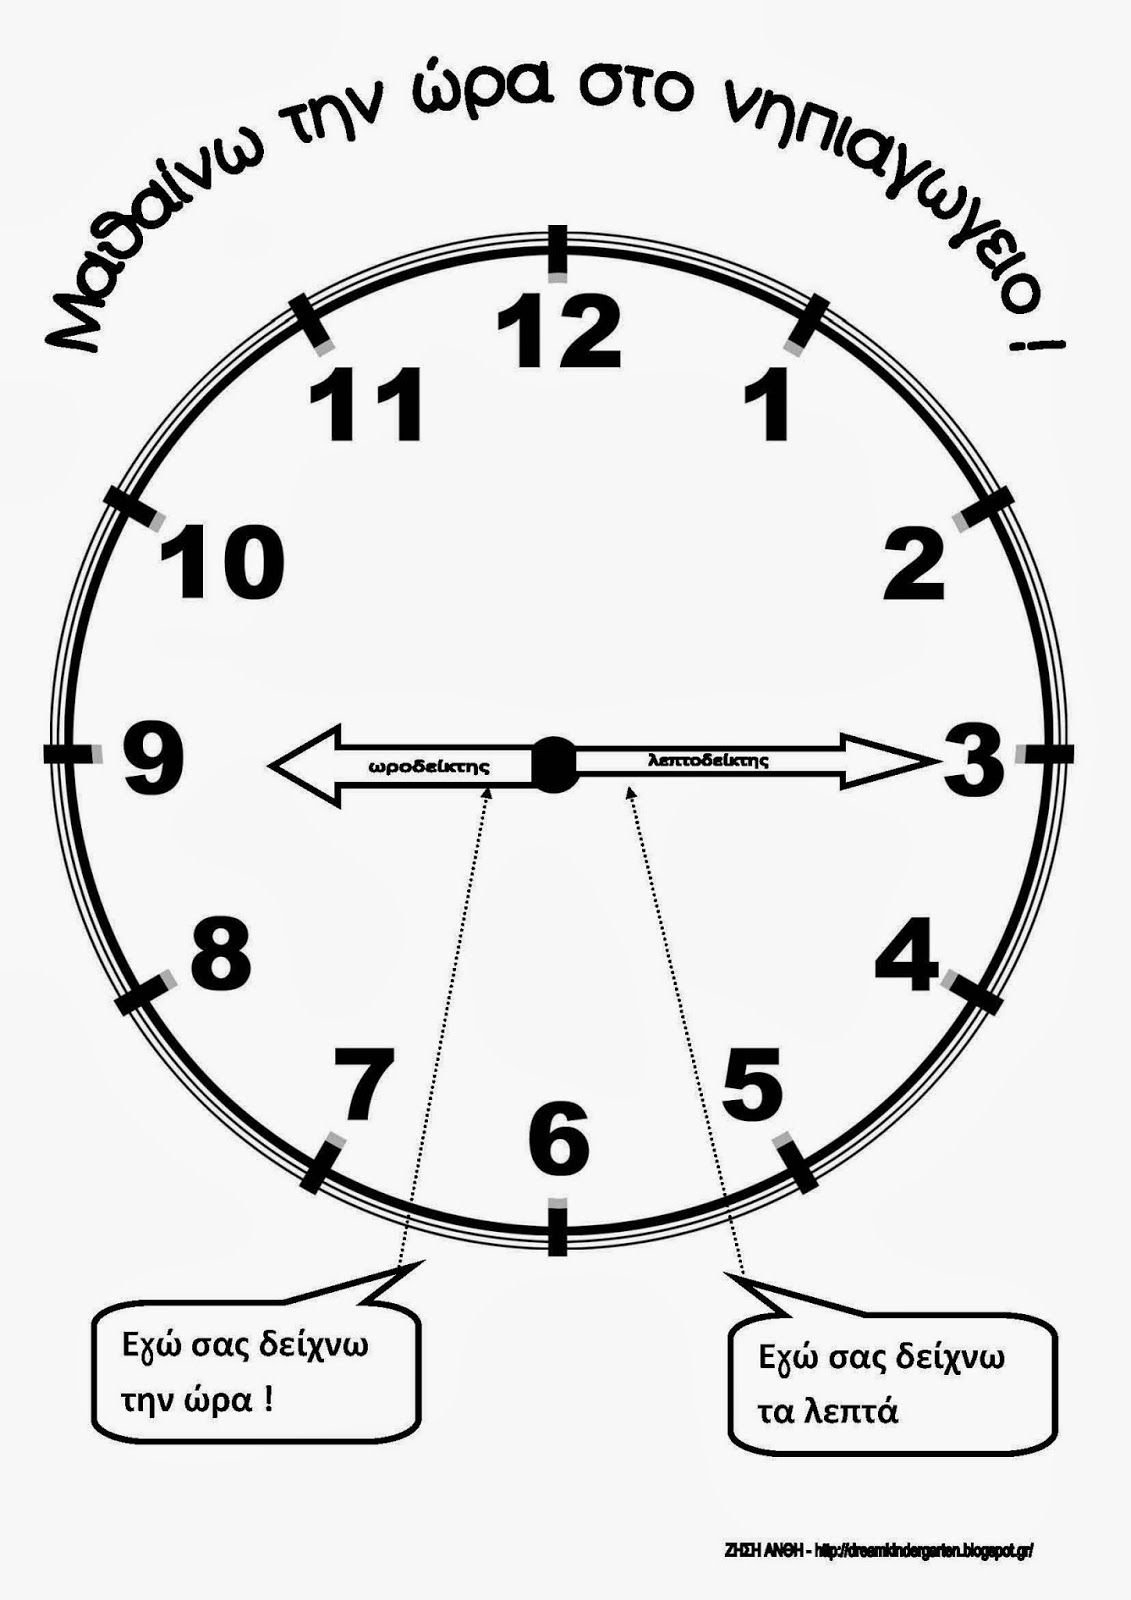 Μαθαίνω την ώρα στο νηπιαγωγειο !
12
11
1
10
2
9
ωροδείκτης
λεπτοδείκτης
3
8
4
7
5
6
Εγώ σας δείχνω
την ώρα !
Εγώ σας δείχνω
τα λεπτά
ΖΗΣΗ ΑΝΘΗ - http://dreamkindergarten.blogspot.gr/